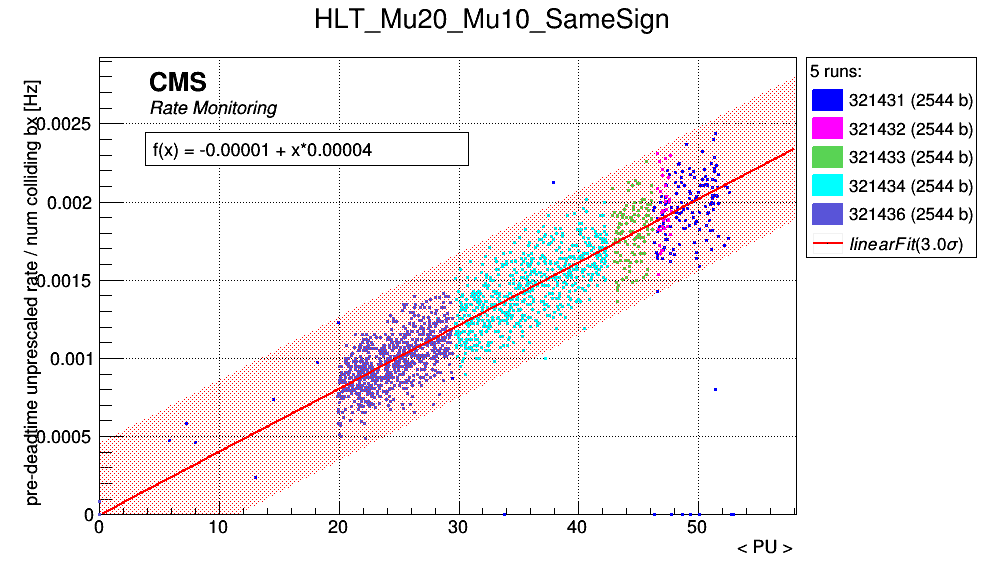 HLT_Mu20_Mu10_SameSign
CMS
Rate Monitoring
f(x) = -0.00001 + x*0.00004
pre-deadtime unprescaled rate / num colliding bx [Hz]
0.0025
0.002
0.0015
0.001
0.0005
0
0 10 20 30 40 50
< PU >
5 runs:
321431 (2544 b)
321432 (2544 b)
321433 (2544 b)
321434 (2544 b)
321436 (2544 b)
linearFit(3.0σ)